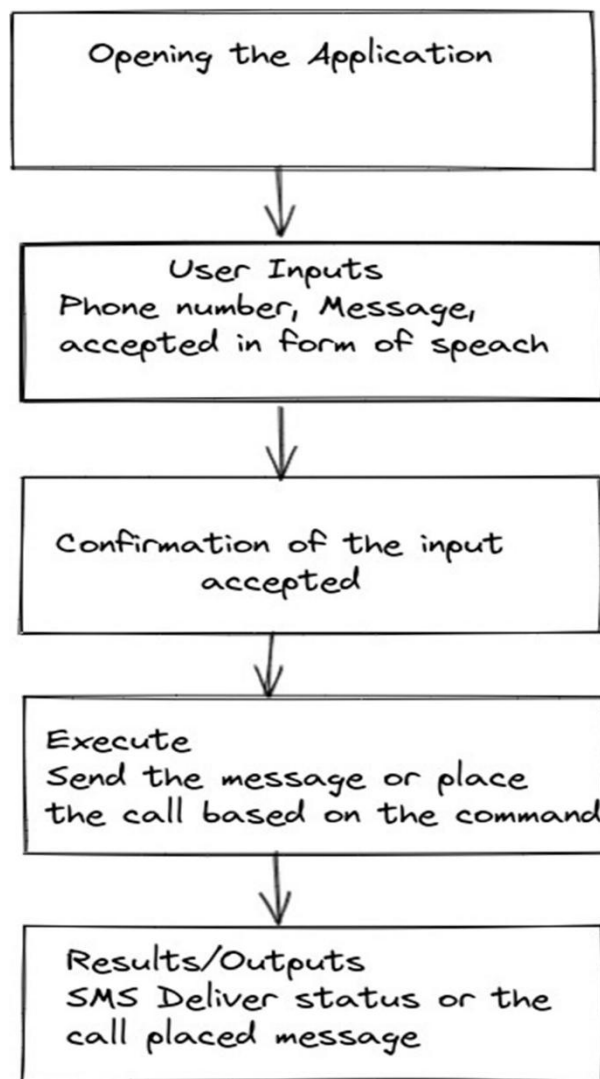 Opening the Application
User Inputs
Phone number, Message,
accepted in form of speach
Confirmation of the input
accepted
Execute
Send the message or place
the call based on the command
Results/Outputs
SMS Deliver status or the
call placed message